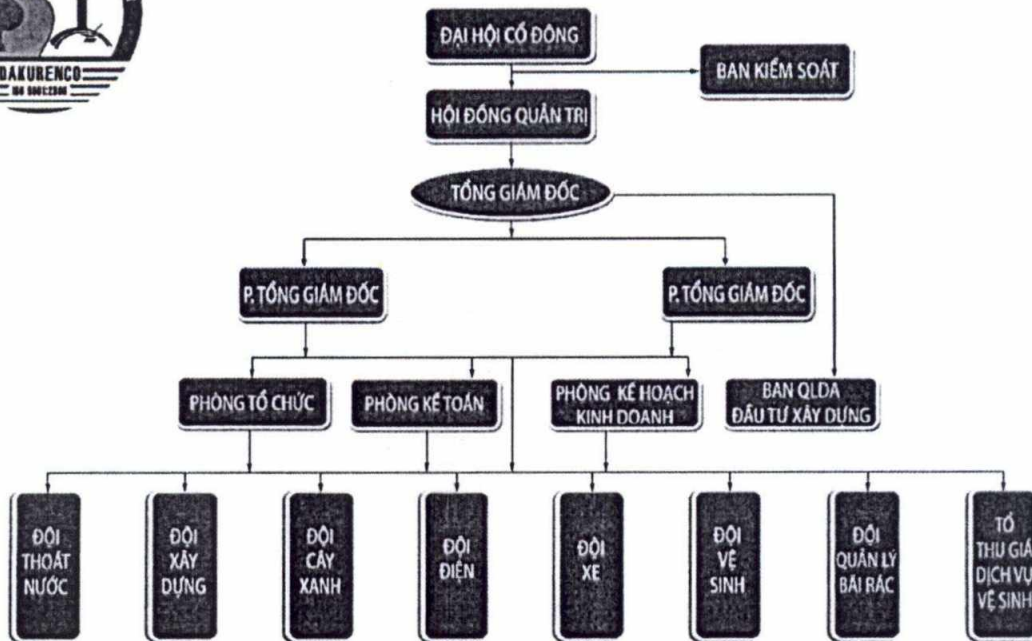 DAKURENCO
ĐẠI HỘI CỔ ĐÔNG
BAN KIỂM SOÁT
HỘI ĐỒNG QUẢN TRỊ
TỔNG GIÁM ĐỐC
P. TỔNG GIÁM ĐỐC
P. TỔNG GIÁM ĐỐC
PHÒNG TỔ CHỨC
PHÒNG KẾ TOÁN
PHÒNG KẾ HOẠCH
KINH DOANH
BAN QLDA
ĐẦU TƯ XÂY DỰNG
ĐỘI
THOÁT
NƯỚC
ĐỘI
XÂY
DỰNG
ĐỘI
CÂY
XANH
ĐỘI
ĐIỆN
ĐỘI
XE
ĐỘI
VỆ
SINH
ĐỘI
QUẢN LÝ
BÃI RÁC
TỔ
THU GIÁ
DỊCH VỤ
VỆ SINH